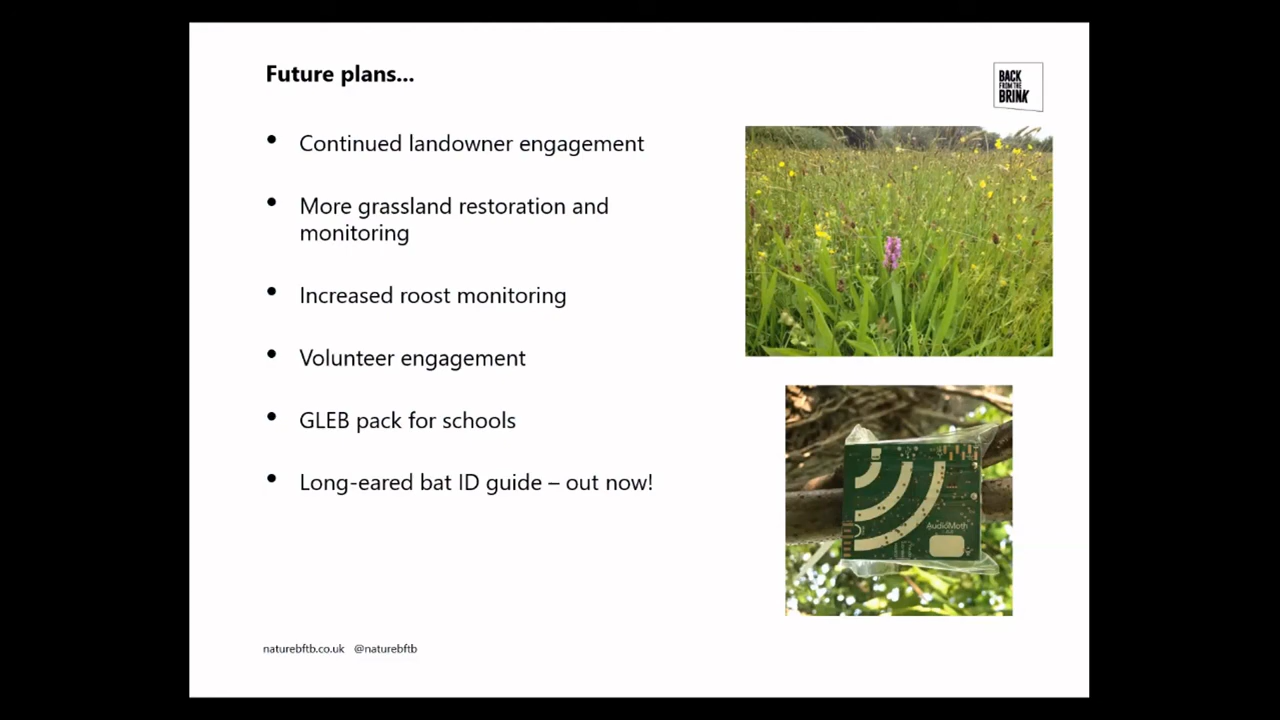 Future plans...
BACK
FROM THE
BRINK
• Continued landowner engagement
• More grassland restoration and
monitoring
• Increased roost monitoring
• Volunteer engagement
• GLEB pack for schools
• Long-eared bat ID guide – out now!
AudioMoth
naturebftb.co.uk @naturebftb